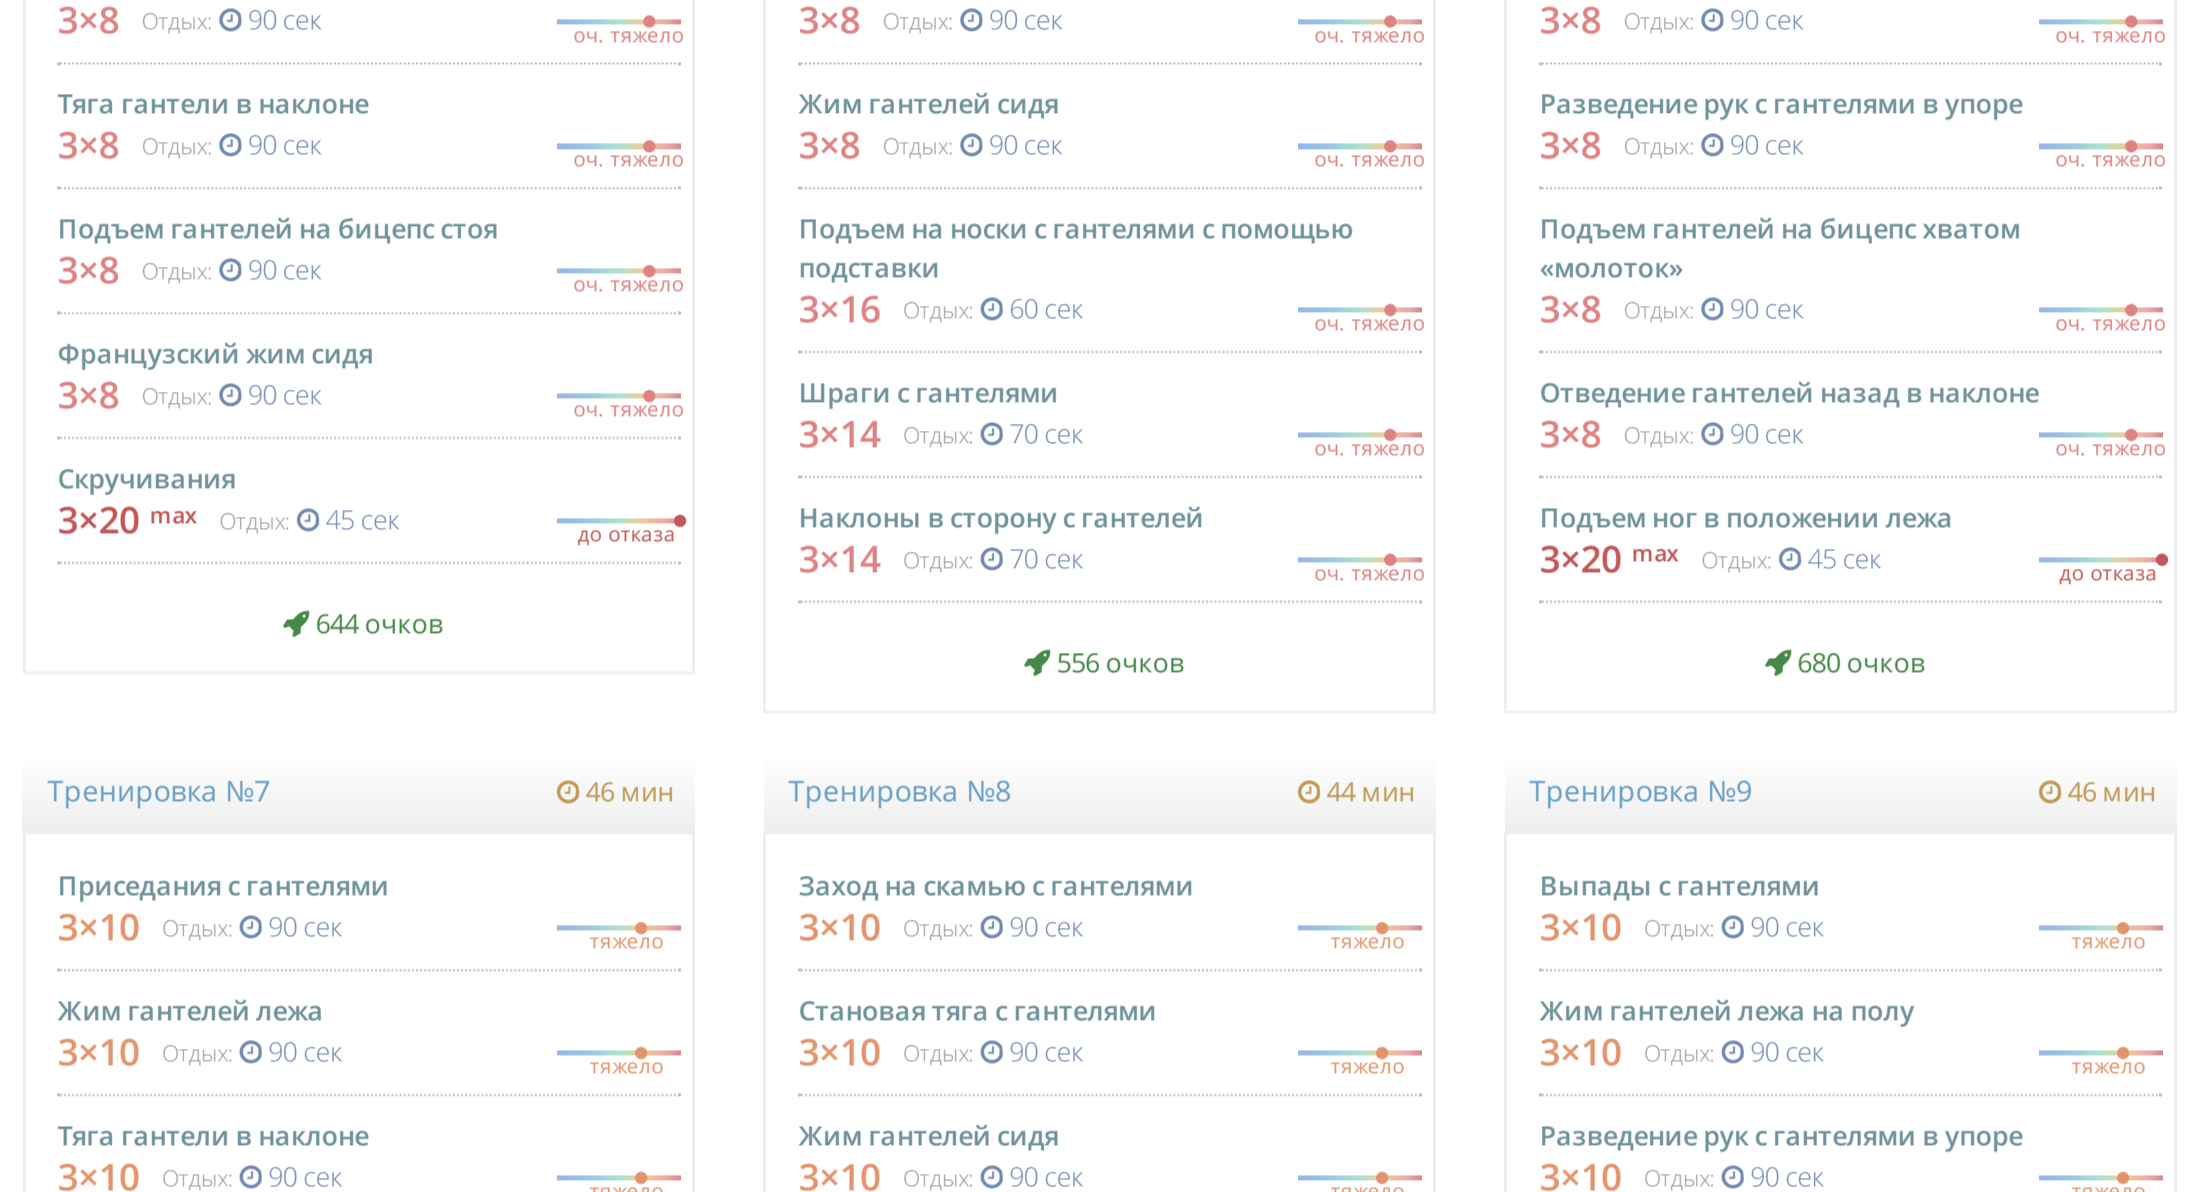 3×8 Отдых: 90 сек
оч. тяжело
Тяга гантели в наклоне
3×8 Отдых: 90 сек
оч. тяжело
Подъем гантелей на бицепс стоя
3×8 Отдых: 90 сек
оч. тяжело
Французский жим сидя
3×8 Отдых: 90 сек
оч. тяжело
Скручивания
3×20 max Отдых: 45 сек
до отказа
644 очков
3×8 Отдых: 90 сек
оч. тяжело
Жим гантелей сидя
3×8 Отдых: 90 сек
оч. тяжело
Подъем на носки с гантелями с помощью
подставки
3×16 Отдых: 60 сек
оч. тяжело
Шраги с гантелями
3×14 Отдых: 70 сек
оч. тяжело
Наклоны в сторону с гантелей
3×14 Отдых: 70 сек
оч. тяжело
556 очков
3×8 Отдых: 90 сек
оч. тяжело
Разведение рук с гантелями в упоре
3×8 Отдых: 90 сек
оч. тяжело
Подъем гантелей на бицепс хватом
«молоток»
3×8 Отдых: 90 сек
оч. тяжело
Отведение гантелей назад в наклоне
3×8 Отдых: 90 сек
оч. тяжело
Подъем ног в положении лежа
3×20 max Отдых: 45 сек
до отказа
680 очков
Тренировка №7 46 мин
Приседания с гантелями
3×10 Отдых: 90 сек
тяжело
Жим гантелей лежа
3×10 Отдых: 90 сек
тяжело
Тяга гантели в наклоне
3×10 Отдых: 90 сек
тяжело
Тренировка №8 44 мин
Заход на скамью с гантелями
3×10 Отдых: 90 сек
тяжело
Становая тяга с гантелями
3×10 Отдых: 90 сек
тяжело
Жим гантелей сидя
3×10 Отдых: 90 сек
тяжело
Тренировка №9 46 мин
Выпады с гантелями
3×10 Отдых: 90 сек
тяжело
Жим гантелей лежа на полу
3×10 Отдых: 90 сек
тяжело
Разведение рук с гантелями в упоре
3×10 Отдых: 90 сек
тяжело